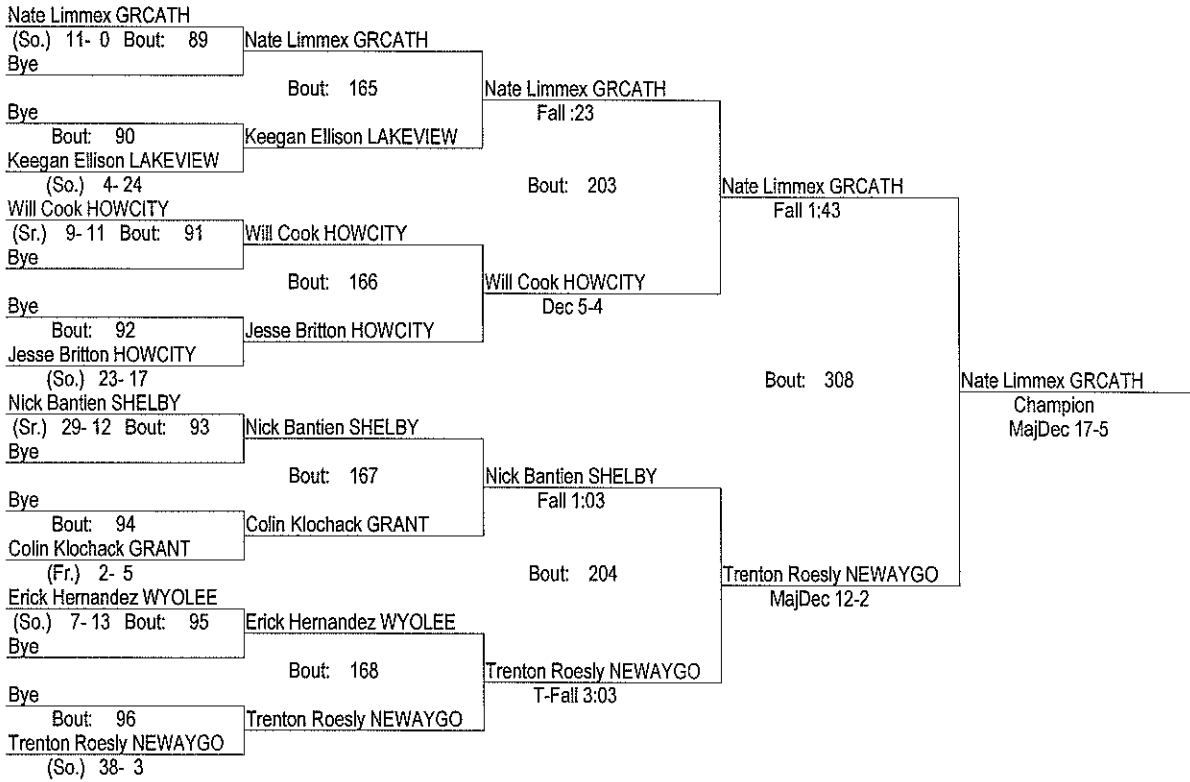 Nate Limmex GRCATH
(So.) 11- 0 Bout: 89
Bye
Bye
Bout: 90
Keegan Ellison LAKEVIEW
(So.) 4- 24
Will Cook HOWCITY
(Sr.) 9- 11 Bout: 91
Bye
Bye
Bout: 92
Jesse Britton HOWCITY
(So.) 23- 17
Nick Bantien SHELBY
(Sr.) 29- 12 Bout: 93
Bye
Bye
Bout: 94
Colin Klochack GRANT
(Fr.) 2- 5
Erick Hernandez WYOLEE
(So.) 7- 13 Bout: 95
Bye
Bye
Bout: 96
Trenton Roesly NEWAYGO
(So.) 38- 3
Nate Limmex GRCATH
Bout: 165
Keegan Ellison LAKEVIEW
Will Cook HOWCITY
Bout: 166
Jesse Britton HOWCITY
Nick Bantien SHELBY
Bout: 167
Colin Klochack GRANT
Erick Hernandez WYOLEE
Bout: 168
Trenton Roesly NEWAYGO
Nate Limmex GRCATH
Fall :23
Bout: 203
Will Cook HOWCITY
Dec 5-4
Nick Bantien SHELBY
Fall 1:03
Bout: 204
Trenton Roesly NEWAYGO
T-Fall 3:03
Nate Limmex GRCATH
Fall 1:43
Bout: 308
Trenton Roesly NEWAYGO
MajDec 12-2
Nate Limmex GRCATH
Champion
MajDec 17-5